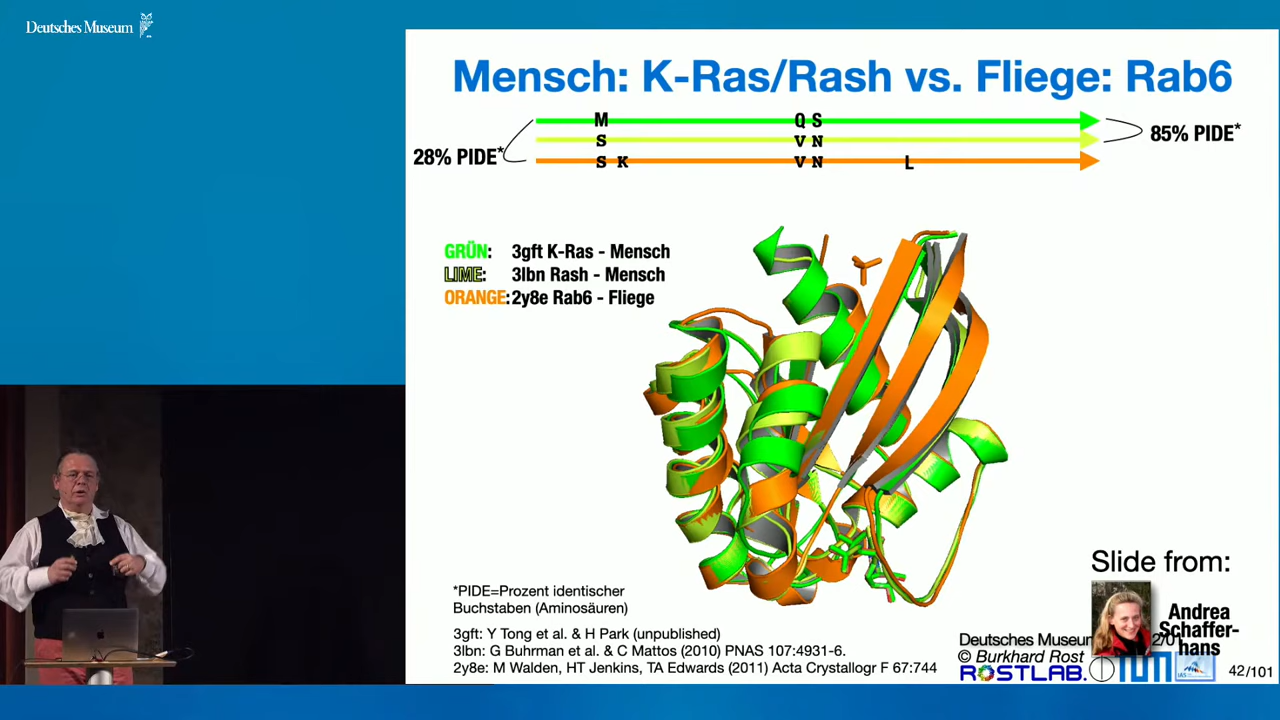 Deutsches Museum
Mensch: K-Ras/Rash vs. Fliege: Rab6
M Q S
S V N
S K V N L
28% PIDE*
85% PIDE*
GRÜN: 3gft K-Ras - Mensch
LIME: 3lbn Rash - Mensch
ORANGE: 2y8e Rab6 - Fliege
*PIDE=Prozent identischer
Buchstaben (Aminosäuren)
3gft: Y Tong et al. & H Park (unpublished)
3lbn: G Buhrman et al. & C Mattos (2010) PNAS 107:4931-6.
2y8e: M Walden, HT Jenkins, TA Edwards (2011) Acta Crystallogr F 67:744
Slide from:
Andrea
Schaffer-
hans
Deutsches Museum
© Burkhard Rost
ROSTLAB.
TUM
IAS
42/101